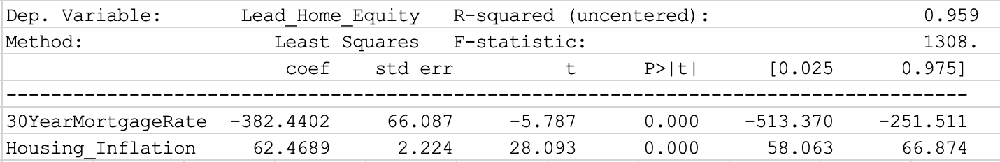 Dep. Variable: Lead_Home_Equity R-squared (uncentered): 0.959
Method: Least Squares F-statistic: 1308.
coef std err t P>|t| [0.025 0.975]
--------------------------------------------------------------------------------------
30YearMortgageRate -382.4402 66.087 -5.787 0.000 -513.370 -251.511
Housing_Inflation 62.4689 2.224 28.093 0.000 58.063 66.874